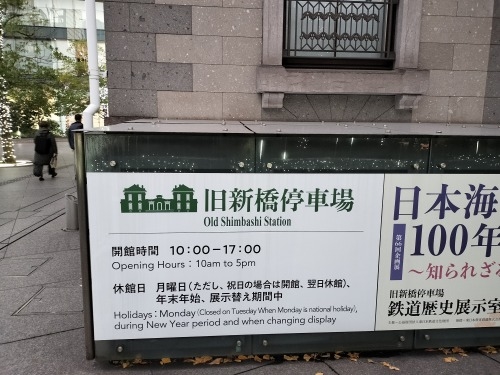 旧新橋停車場
Old Shimbashi Station
開館時間 10:00-17:00
Opening Hours : 10am to 5pm
休館日 月曜日(ただし、祝日の場合は開館、翌日休館)、
年末年始、展示替え期間中
Holidays : Monday (Closed on Tuesday When Monday is national holiday),
during New Year period and when changing display
日本海
100年
~知られざ
旧新橋停車場
鉄道歴史展示室